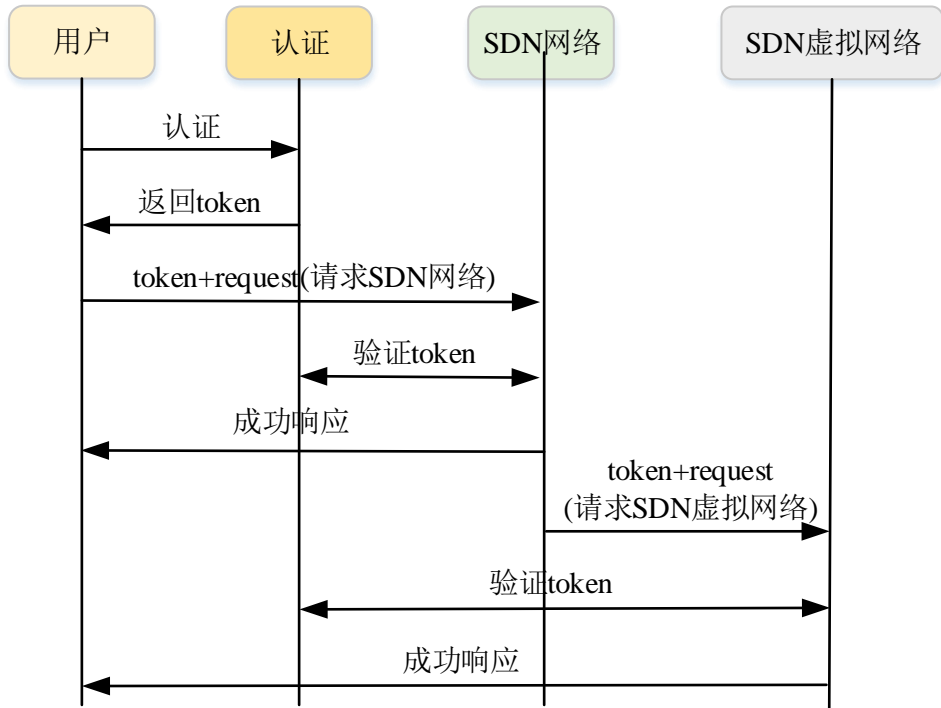 用户
认证
SDN网络
SDN虚拟网络
认证
返回token
token+request(请求SDN网络)
验证token
成功响应
token+request
(请求SDN虚拟网络)
验证token
成功响应